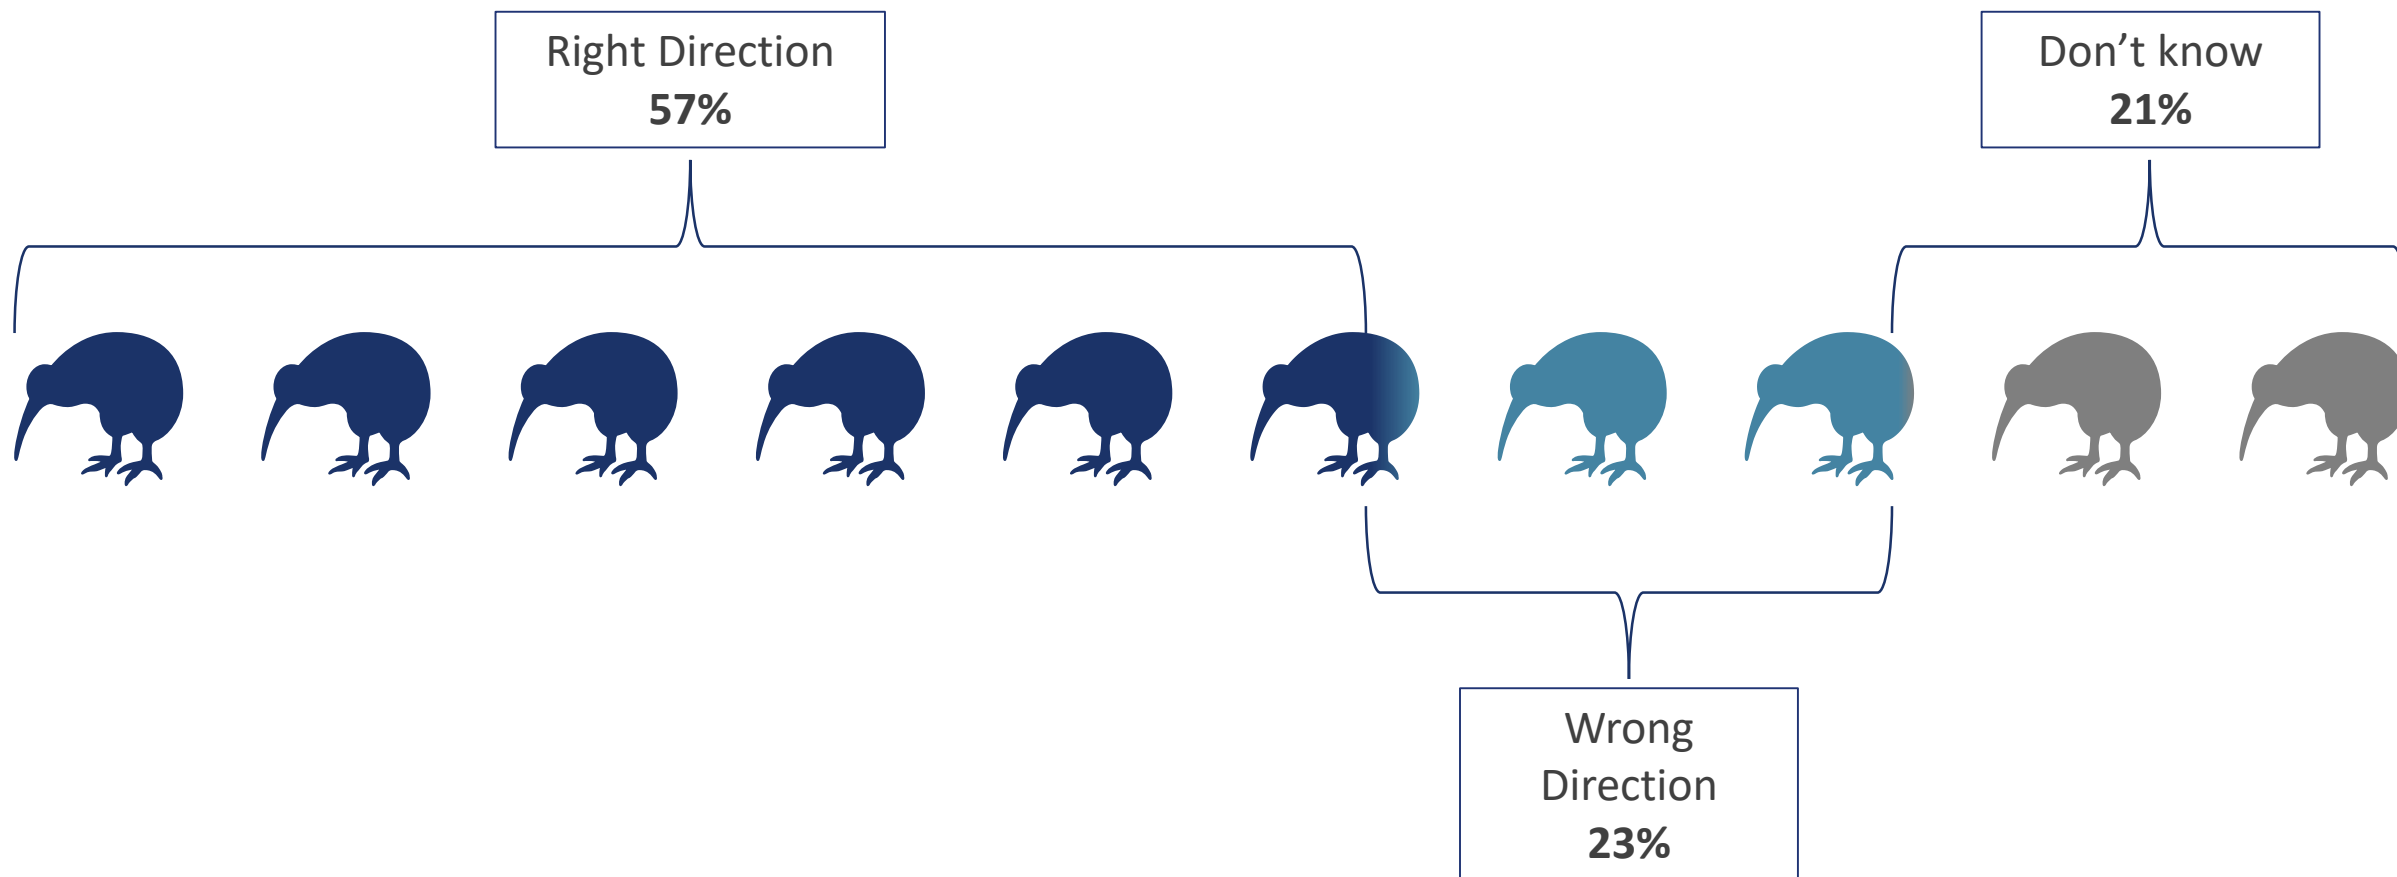 Right Direction
57%
Don’t know
21%
Wrong
Direction
23%